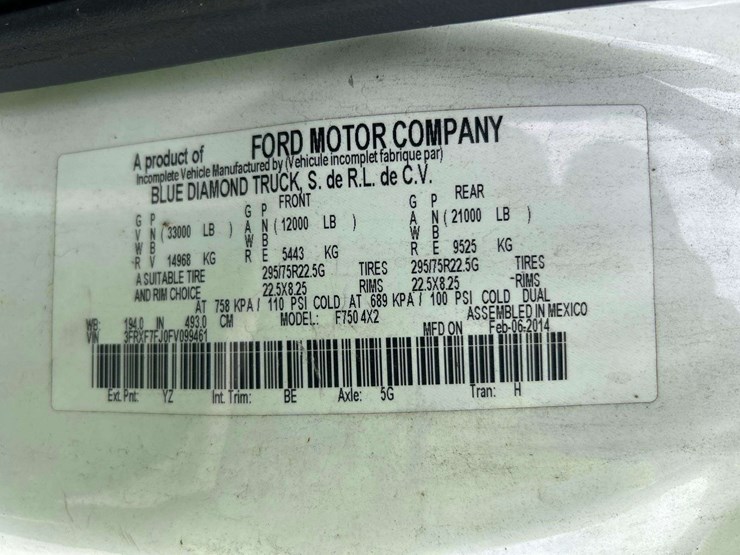 FORD MOTOR COMPANY
A product of
Incomplete Vehicle Manufactured by (Vehicule incomplet fabrique par)
BLUE DIAMOND TRUCK, S. de R.L. de C.V.
FRONT REAR
G P G P G P
V N ( 33000 LB ) A N ( 12000 LB ) A N ( 21000 LB )
W B W B W B
R V 14968 KG R E 5443 KG R E 9525 KG
A SUITABLE TIRE 295/75R22.5G TIRES 295/75R22.5G TIRES
AND RIM CHOICE 22.5X8.25 RIMS 22.5X8.25 RIMS
AT 758 KPA / 110 PSI COLD AT 689 KPA / 100 PSI COLD DUAL
WB: 194.0 IN 493.0 CM MODEL: F750 4X2 ASSEMBLED IN MEXICO
VIN 3FRXF7FJ0FV099461 MFD ON Feb-06-2014
Ext. Pnt: YZ Int. Trim: BE Axle: 5G Tran: H